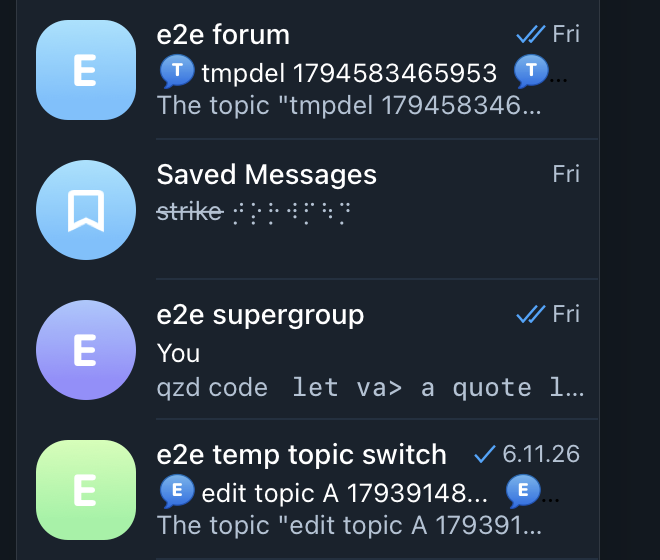 E
e2e forum
Fri
T tmpdel 1794583465953 T...
The topic "tmpdel 179458346...
Saved Messages
Fri
strike
E
e2e supergroup
Fri
You
qzd code let va> a quote l...
E
e2e temp topic switch
6.11.26
E edit topic A 17939148... E...
The topic "edit topic A 179391...